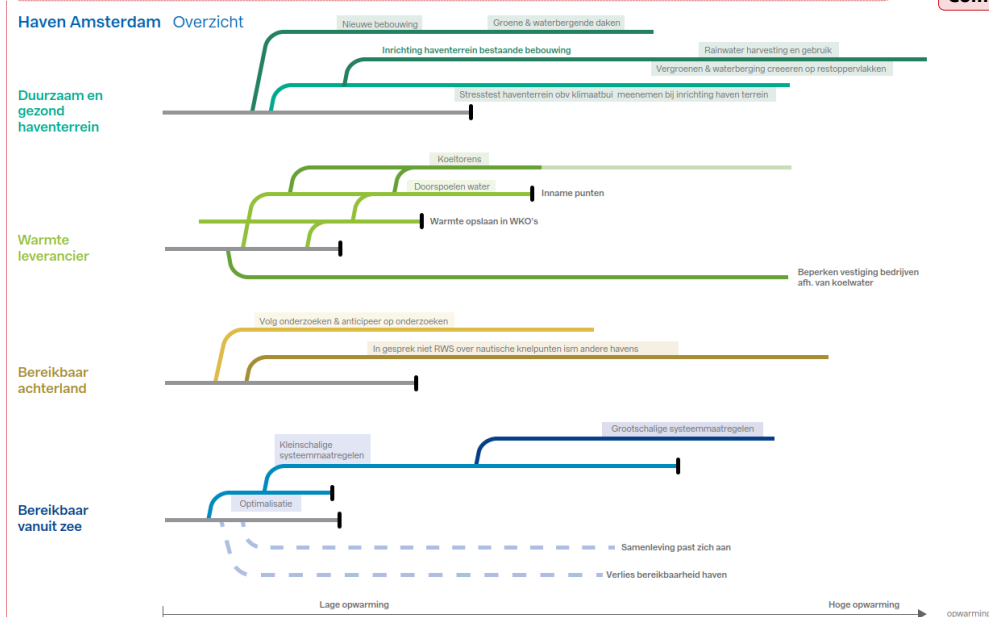 Haven Amsterdam Overzicht
Nieuwe bebouwing
Groene & waterbergende daken
Inrichting haventerrein bestaande bebouwing
Rainwater harvesting en gebruik
Vergroenen & waterberging creeeren op restoppervlakken
Duurzaam en
gezond
haventerrein
Stresstest haventerrein obv klimaatbui meenemen bij inrichting haven terrein
Koeltorens
Doorspoelen water
Inname punten
Warmte opslaan in WKO's
Warmte
leverancier
Beperken vestiging bedrijven
afh. van koelwater
Volg onderzoeken & anticipeer op onderzoeken
In gesprek niet RWS over nautische knelpunten ism andere havens
Bereikbaar
achterland
Grootschalige systeemmaatregelen
Kleinschalige
systeemmaatregelen
Optimalisatie
Bereikbaar
vanuit zee
Samenleving past zich aan
Verlies bereikbaarheid haven
Lage opwarming
Hoge opwarming
opwarming